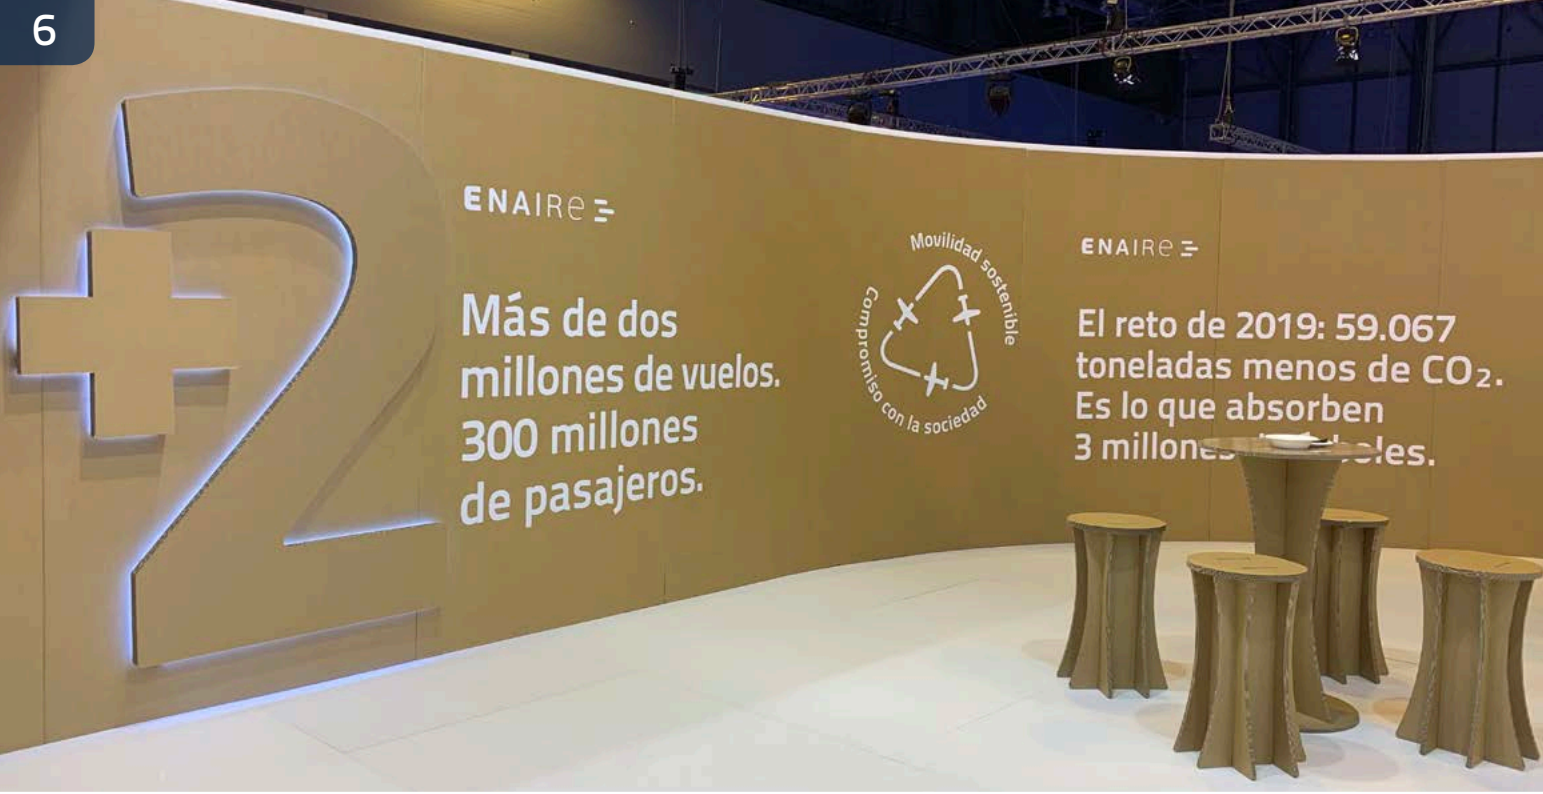 6
+2
ENAIRe
Más de dos
millones de vuelos.
300 millones
de pasajeros.
Movilidad sostenible
Compromiso con la sociedad
ENAIRe
El reto de 2019: 59.067
toneladas menos de CO₂.
Es lo que absorben
3